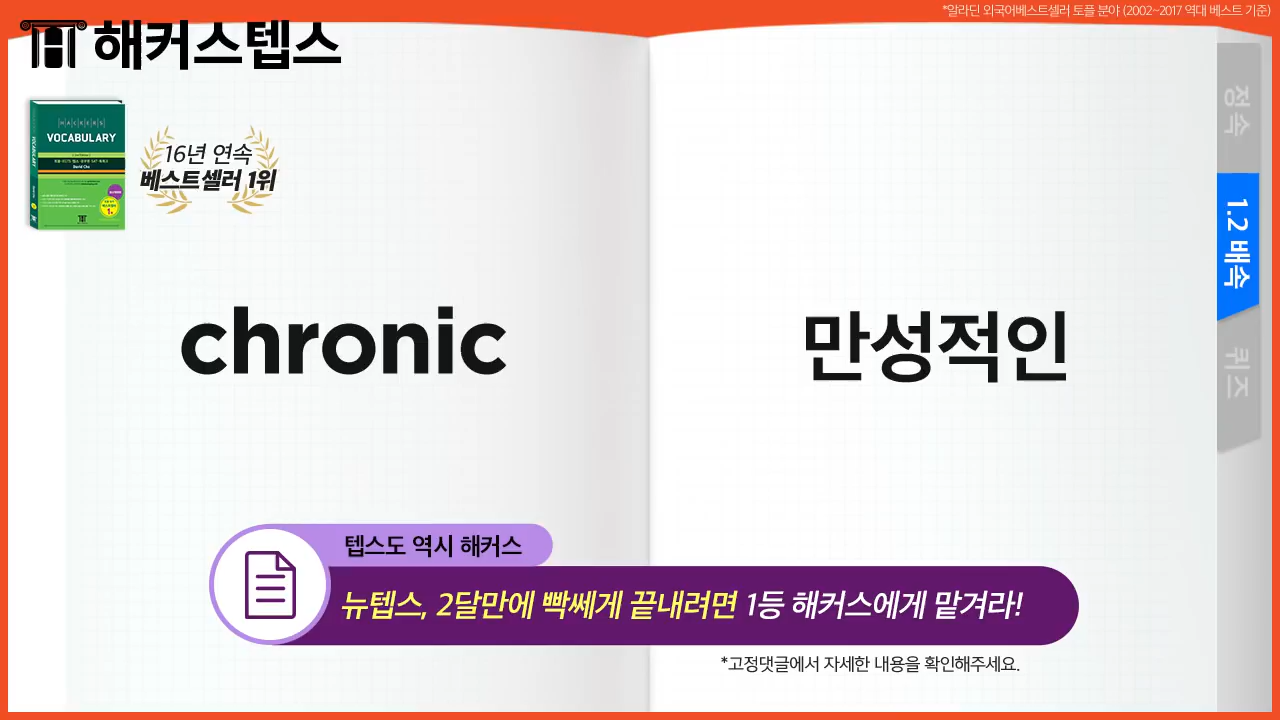 *알라딘 외국어베스트셀러 토플 분야 (2002~2017 역대 베스트 기준)
해커스텝스
HACKERS
VOCABULARY
16년 연속
베스트셀러 1위
정속
1.2 배속
퀴즈
chronic
만성적인
텝스도 역시 해커스
뉴텝스, 2달만에 빡쎄게 끝내려면 1등 해커스에게 맡겨라!
*고정댓글에서 자세한 내용을 확인해주세요.